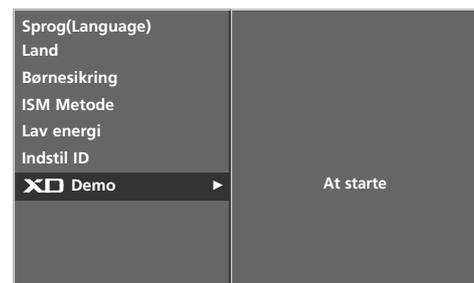 Sprog(Language)
Land
Børnesikring
ISM Metode
Lav energi
Indstil ID
XD Demo ► At starte